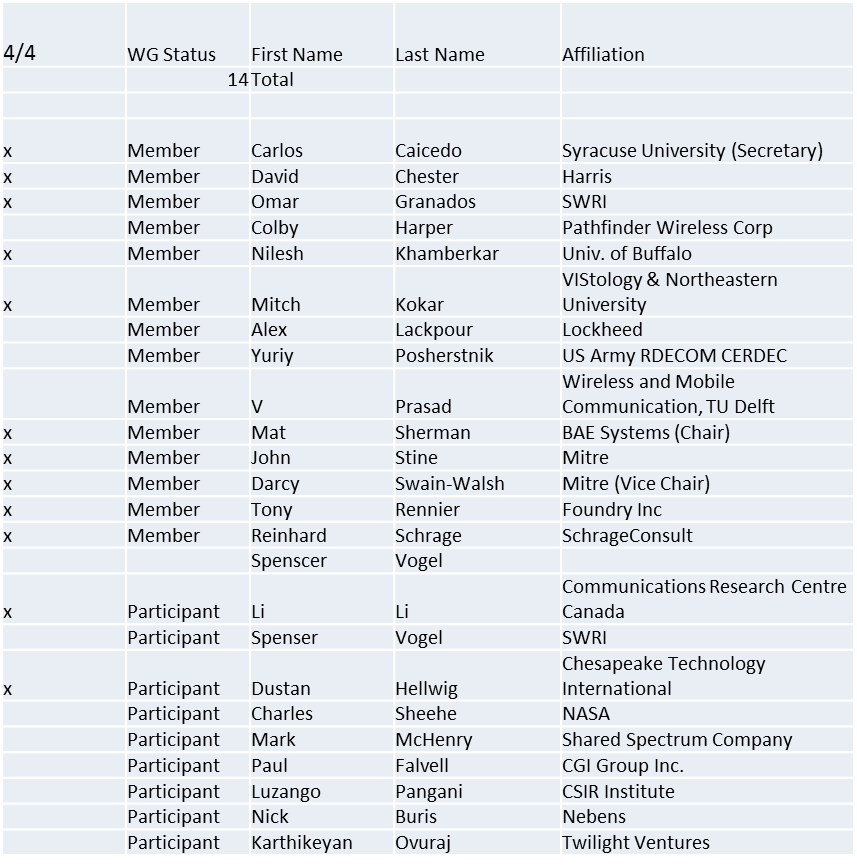 4/4 WG Status First Name Last Name Affiliation
14 Total
x Member Carlos Caicedo Syracuse University (Secretary)
x Member David Chester Harris
x Member Omar Granados SWRI
Member Colby Harper Pathfinder Wireless Corp
x Member Nilesh Khamberkar Univ. of Buffalo
VIStology & Northeastern
x Member Mitch Kokar University
Member Alex Lackpour Lockheed
Member Yuriy Posherstnik US Army RDECOM CERDEC
Wireless and Mobile
Member V Prasad Communication, TU Delft
x Member Mat Sherman BAE Systems (Chair)
x Member John Stine Mitre
x Member Darcy Swain-Walsh Mitre (Vice Chair)
x Member Tony Rennier Foundry Inc
x Member Reinhard Schrage SchrageConsult
Spenscer Vogel
Communications Research Centre
x Participant Li Li Canada
Participant Spenser Vogel SWRI
Chesapeake Technology
x Participant Dustan Hellwig International
Participant Charles Sheehe NASA
Participant Mark McHenry Shared Spectrum Company
Participant Paul Falvell CGI Group Inc.
Participant Luzango Pangani CSIR Institute
Participant Nick Buris Nebens
Participant Karthikeyan Ovuraj Twilight Ventures